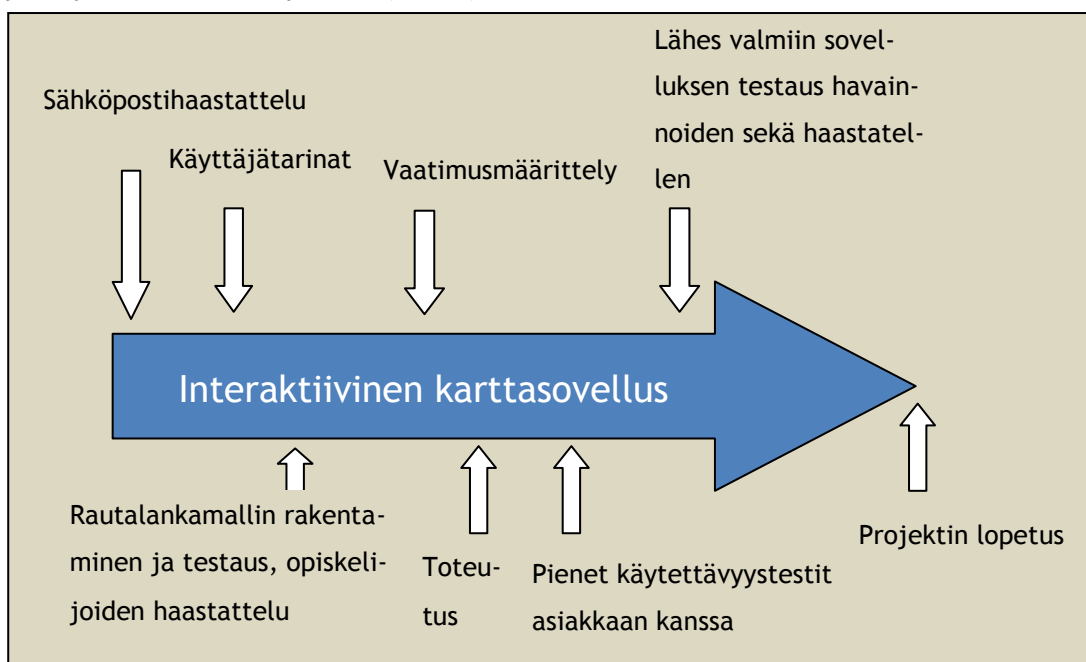 Lähes valmiin sovel-
luksen testaus havain-
noiden sekä haastatel-
len
Sähköpostihaastattelu
Käyttäjätarinat
Vaatimusmäärittely
Interaktiivinen karttasovellus
Rautalankamallin rakenta-
minen ja testaus, opiskeli-
joiden haastattelu
Toteu-
tus
Pienet käytettävyystestit
asiakkaan kanssa
Projektin lopetus